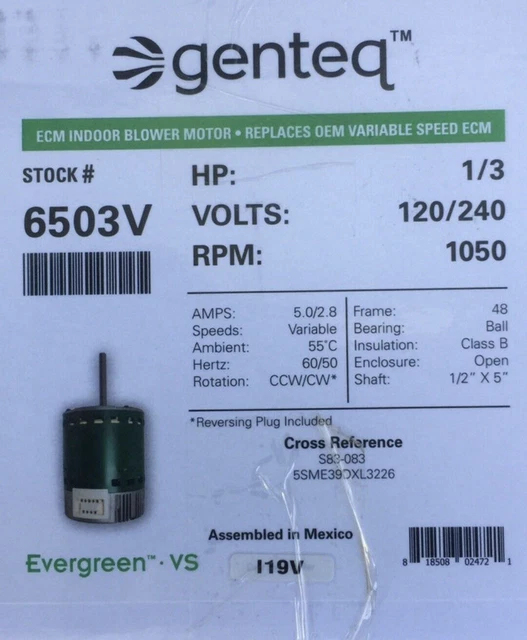 genteq™
ECM INDOOR BLOWER MOTOR • REPLACES OEM VARIABLE SPEED ECM
STOCK #
6503V
HP: 1/3
VOLTS: 120/240
RPM: 1050
AMPS: 5.0/2.8
Speeds: Variable
Ambient: 55°C
Hertz: 60/50
Rotation: CCW/CW*
Frame: 48
Bearing: Ball
Insulation: Class B
Enclosure: Open
Shaft: 1/2" X 5"
*Reversing Plug Included
Cross Reference
S83-083
5SME39DXL3226
Assembled in Mexico
I19V
Evergreen™ · VS
8 18508 02472 1